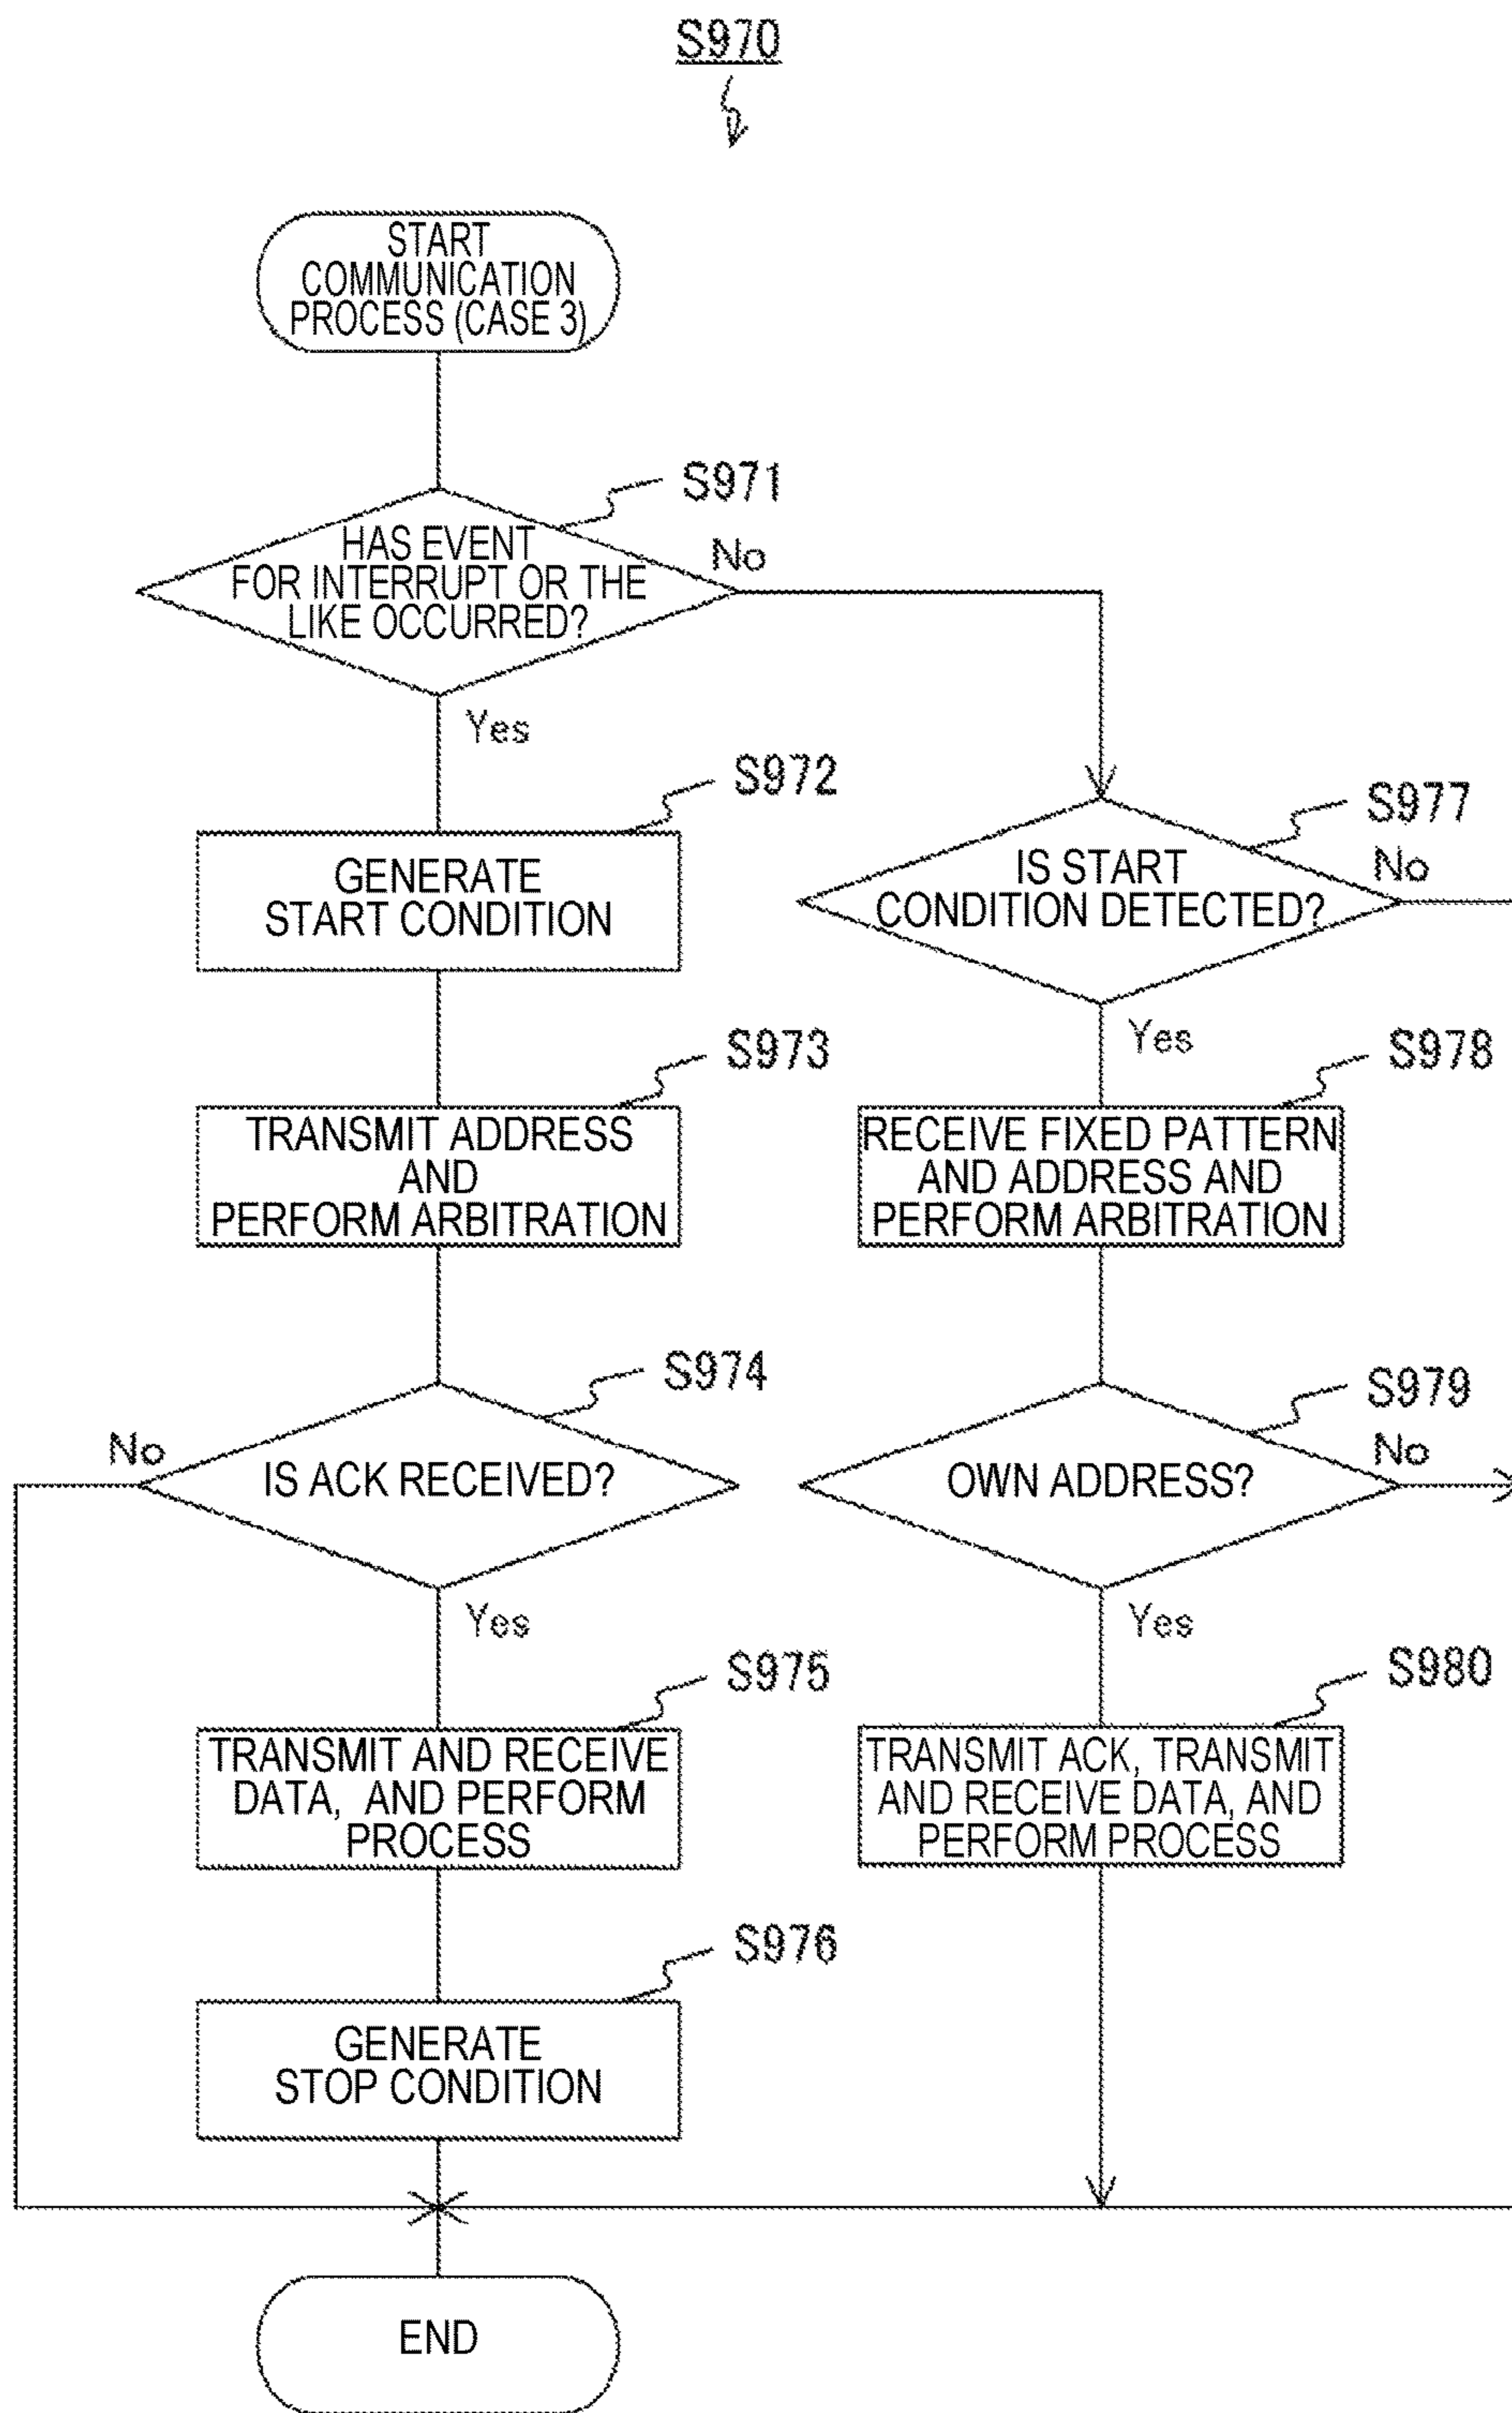 S970
START
COMMUNICATION
PROCESS (CASE 3)
S971
HAS EVENT
FOR INTERRUPT OR THE
LIKE OCCURRED?
No
Yes
S972
GENERATE
START CONDITION
S973
TRANSMIT ADDRESS
AND
PERFORM ARBITRATION
S974
No
IS ACK RECEIVED?
Yes
S975
TRANSMIT AND RECEIVE
DATA, AND PERFORM
PROCESS
S976
GENERATE
STOP CONDITION
S977
No
IS START
CONDITION DETECTED?
Yes
S978
RECEIVE FIXED PATTERN
AND ADDRESS AND
PERFORM ARBITRATION
S979
No
OWN ADDRESS?
Yes
S980
TRANSMIT ACK, TRANSMIT
AND RECEIVE DATA, AND
PERFORM PROCESS
END